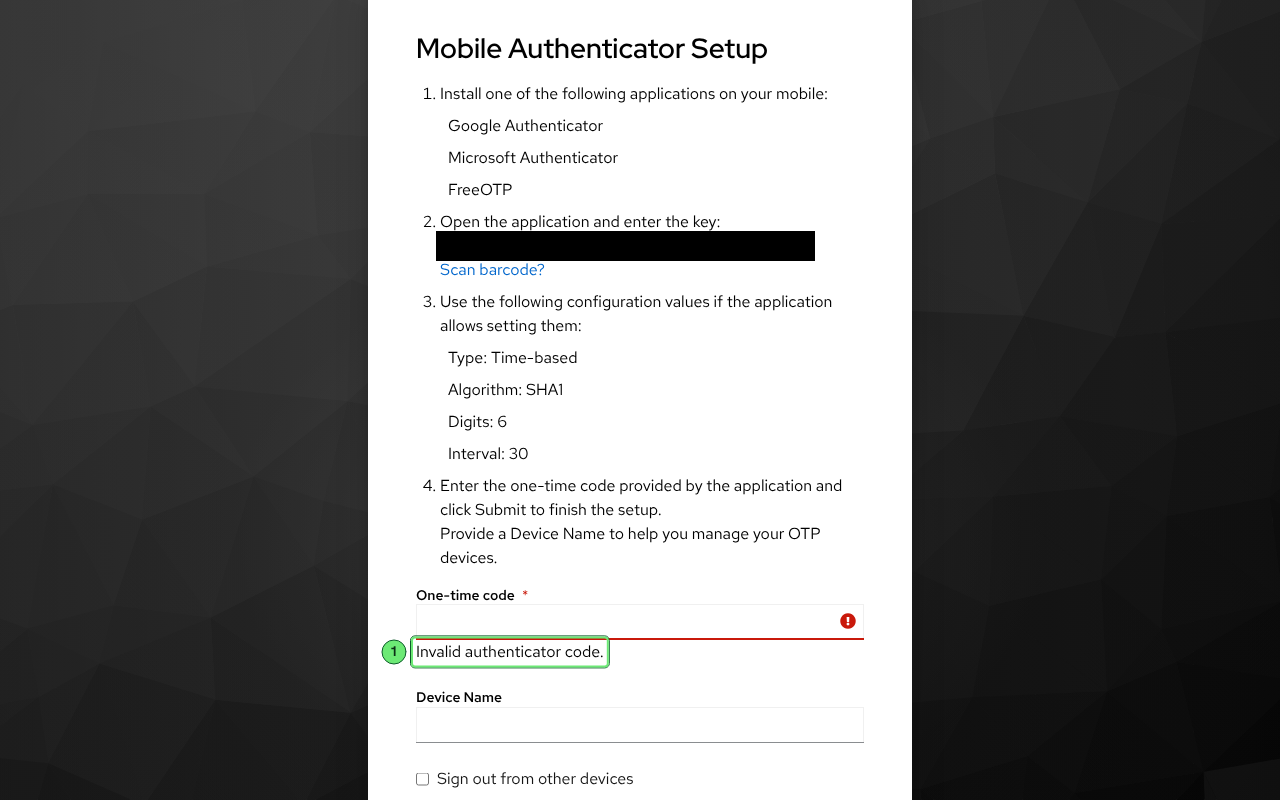 Mobile Authenticator Setup
1. Install one of the following applications on your mobile:
Google Authenticator
Microsoft Authenticator
FreeOTP
2. Open the application and enter the key:
Scan barcode?
3. Use the following configuration values if the application
allows setting them:
Type: Time-based
Algorithm: SHA1
Digits: 6
Interval: 30
4. Enter the one-time code provided by the application and
click Submit to finish the setup.
Provide a Device Name to help you manage your OTP
devices.
One-time code *
1 Invalid authenticator code.
Device Name
Sign out from other devices